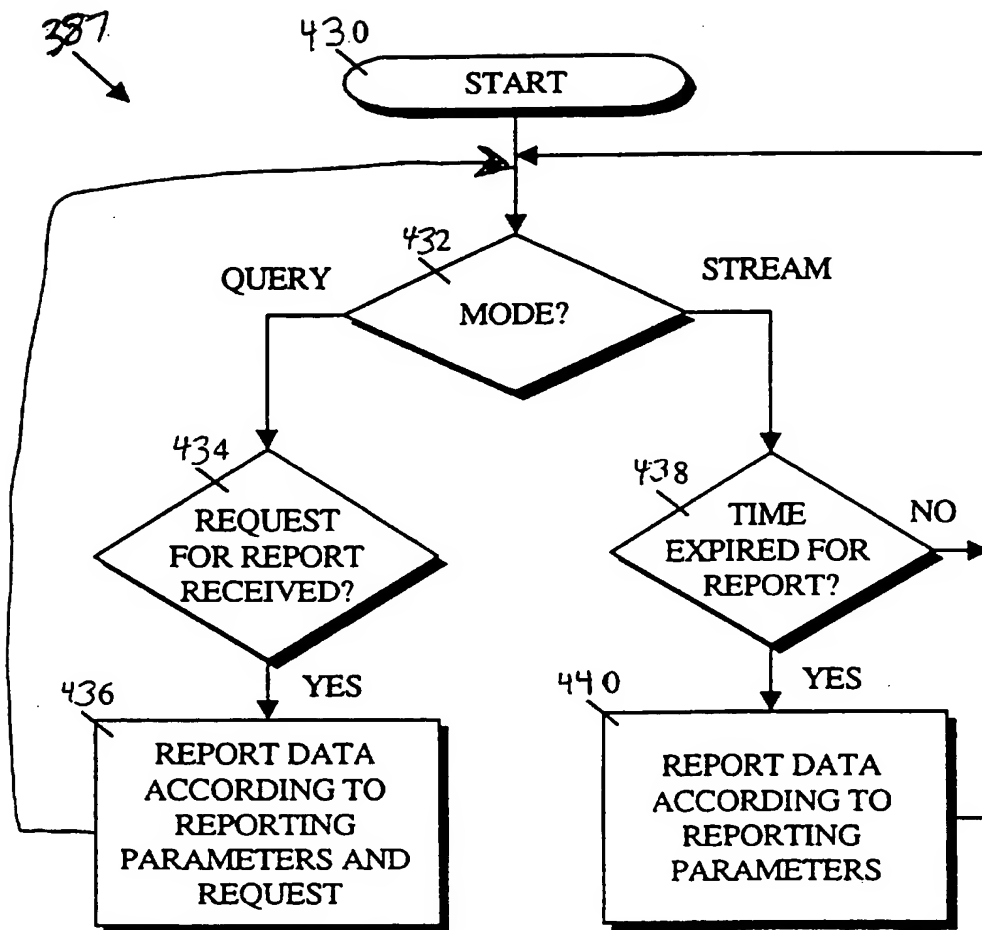 387
430
START
432
QUERY
STREAM
MODE?
434
REQUEST
FOR REPORT
RECEIVED?
438
TIME
EXPIRED FOR
REPORT?
NO
YES
YES
436
REPORT DATA
ACCORDING TO
REPORTING
PARAMETERS AND
REQUEST
440
REPORT DATA
ACCORDING TO
REPORTING
PARAMETERS